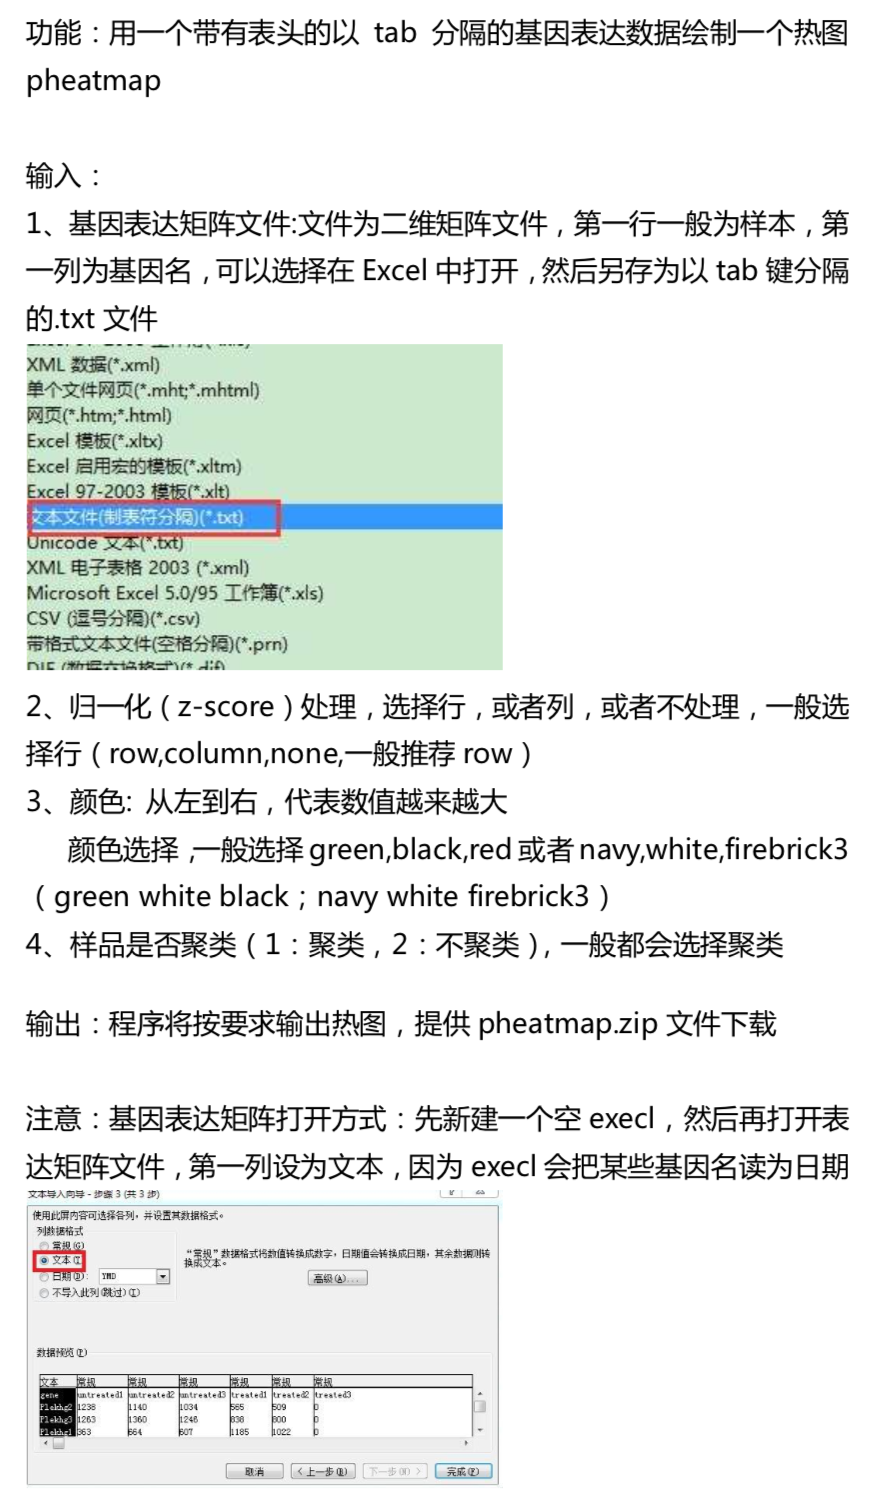 功能：用一个带有表头的以 tab 分隔的基因表达数据绘制一个热图
pheatmap
输入：
1、基因表达矩阵文件:文件为二维矩阵文件，第一行一般为样本，第
一列为基因名，可以选择在 Excel 中打开，然后另存为以 tab 键分隔
的.txt 文件
XML 数据(*.xml)
单个文件网页(*.mht;*.mhtml)
网页(*.htm;*.html)
Excel 模板(*.xltx)
Excel 启用宏的模板(*.xltm)
Excel 97-2003 模板(*.xlt)
文本文件(制表符分隔)(*.txt)
Unicode 文本(*.txt)
XML 电子表格 2003 (*.xml)
Microsoft Excel 5.0/95 工作簿(*.xls)
CSV (逗号分隔)(*.csv)
带格式文本文件(空格分隔)(*.prn)
DIF (数据交换格式)(*.dif)
2、归一化（z-score）处理，选择行，或者列，或者不处理，一般选
择行（row,column,none,一般推荐 row）
3、颜色: 从左到右，代表数值越来越大
颜色选择，一般选择 green,black,red 或者 navy,white,firebrick3
（green white black；navy white firebrick3）
4、样品是否聚类（1：聚类，2：不聚类），一般都会选择聚类
输出：程序将按要求输出热图，提供 pheatmap.zip 文件下载
注意：基因表达矩阵打开方式：先新建一个空 execl，然后再打开表
达矩阵文件，第一列设为文本，因为 execl 会把某些基因名读为日期
文本导入向导 - 步骤 3 (共 3 步)
使用此屏内容可选择各列，并设置其数据格式。
列数据格式
常规(G)
文本(T)
日期(D): YMD
不导入此列(跳过)(I)
“常规”数据格式将数值转换成数字，日期值会转换成日期，其余数据则转
换成文本。
高级(A)...
数据预览(P)
文本 常规 常规 常规 常规 常规 常规
gene untreated1 untreated2 untreated3 treated1 treated2 treated3
Plekhg2 1238 1140 1034 565 509 0
Plekhg3 1263 1360 1246 838 800 0
Plekhg1 363 664 607 1185 1022 0
取消 < 上一步(B) 下一步(N) > 完成(F)